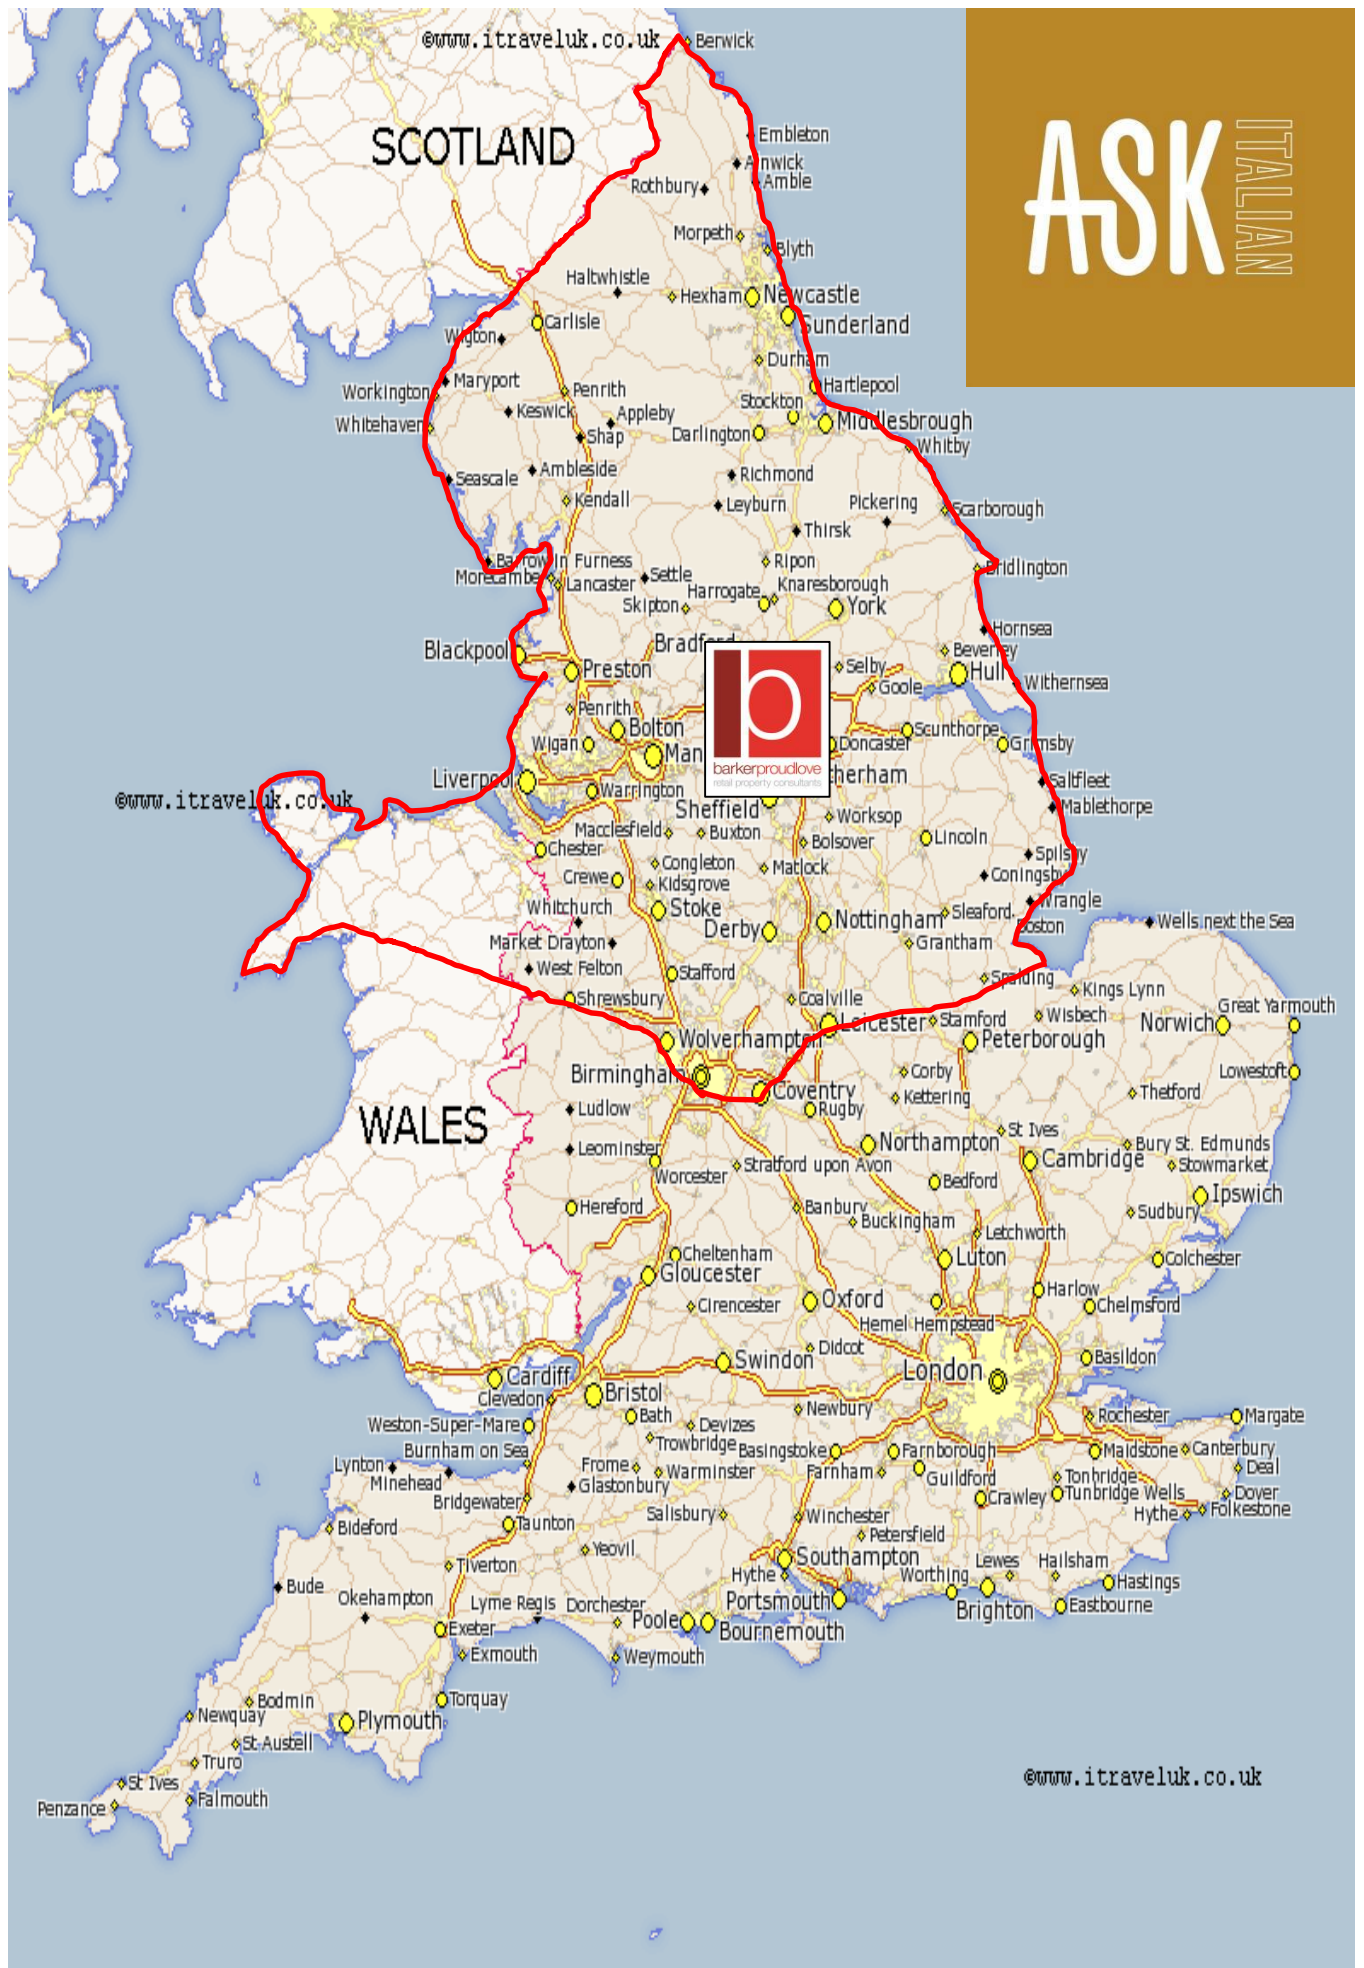 ©www.itraveluk.co.uk
Berwick
ASK
ITALIAN
SCOTLAND
Embleton
Alnwick
Amble
Rothbury
Morpeth
Blyth
Haltwhistle
Hexham
Newcastle
Sunderland
Carlisle
Wigton
Durham
Maryport
Workington
Penrith
Hartlepool
Stockton
Keswick
Appleby
Whitehaven
Shap
Darlington
Middlesbrough
Whitby
Seascale
Ambleside
Richmond
Kendall
Leyburn
Pickering
Scarborough
Thirsk
Barrow In Furness
Ripon
Bridlington
Morecambe
Lancaster
Settle
Harrogate
Knaresborough
Skipton
York
Hornsea
Blackpool
Bradford
Beverley
Preston
Selby
Hull
Goole
Withernsea
Penrith
Bolton
Scunthorpe
Wigan
Man
Doncaster
Grimsby
barkerproudlove
retail property consultants
Liverpool
herham
Saltfleet
Warrington
©www.itraveluk.co.uk
Sheffield
Mablethorpe
Worksop
Macclesfield
Buxton
Bolsover
Lincoln
Chester
Spilsby
Congleton
Matlock
Crewe
Kidsgrove
Coningsby
Whitchurch
Stoke
Wrangle
Sleaford
Nottingham
Boston
Wells next the Sea
Derby
Market Drayton
Grantham
West Felton
Stafford
Spalding
Kings Lynn
Shrewsbury
Coalville
Great Yarmouth
Leicester
Stamford
Wisbech
Norwich
Wolverhampton
Peterborough
Birmingham
Corby
Lowestoft
Coventry
Kettering
Thetford
WALES
Ludlow
Rugby
Leominster
Northampton
St Ives
Bury St. Edmunds
Worcester
Stratford upon Avon
Cambridge
Stowmarket
Bedford
Ipswich
Hereford
Banbury
Buckingham
Sudbury
Letchworth
Cheltenham
Luton
Colchester
Gloucester
Harlow
Cirencester
Oxford
Chelmsford
Hemel Hempstead
Didcot
Swindon
Basildon
Cardiff
London
Clevedon
Bristol
Newbury
Weston-Super-Mare
Bath
Devizes
Rochester
Margate
Burnham on Sea
Trowbridge
Basingstoke
Farnborough
Maidstone
Canterbury
Lynton
Frome
Warminster
Farnham
Guildford
Deal
Minehead
Glastonbury
Tonbridge
Bridgewater
Crawley
Tunbridge Wells
Dover
Folkestone
Bideford
Taunton
Salisbury
Winchester
Hythe
Petersfield
Yeovil
Tiverton
Southampton
Lewes
Hailsham
Bude
Hythe
Worthing
Hastings
Okehampton
Lyme Regis
Dorchester
Portsmouth
Poole
Brighton
Eastbourne
Exeter
Bournemouth
Exmouth
Weymouth
Bodmin
Torquay
Newquay
Plymouth
St Austell
Truro
©www.itraveluk.co.uk
St Ives
Penzance
Falmouth